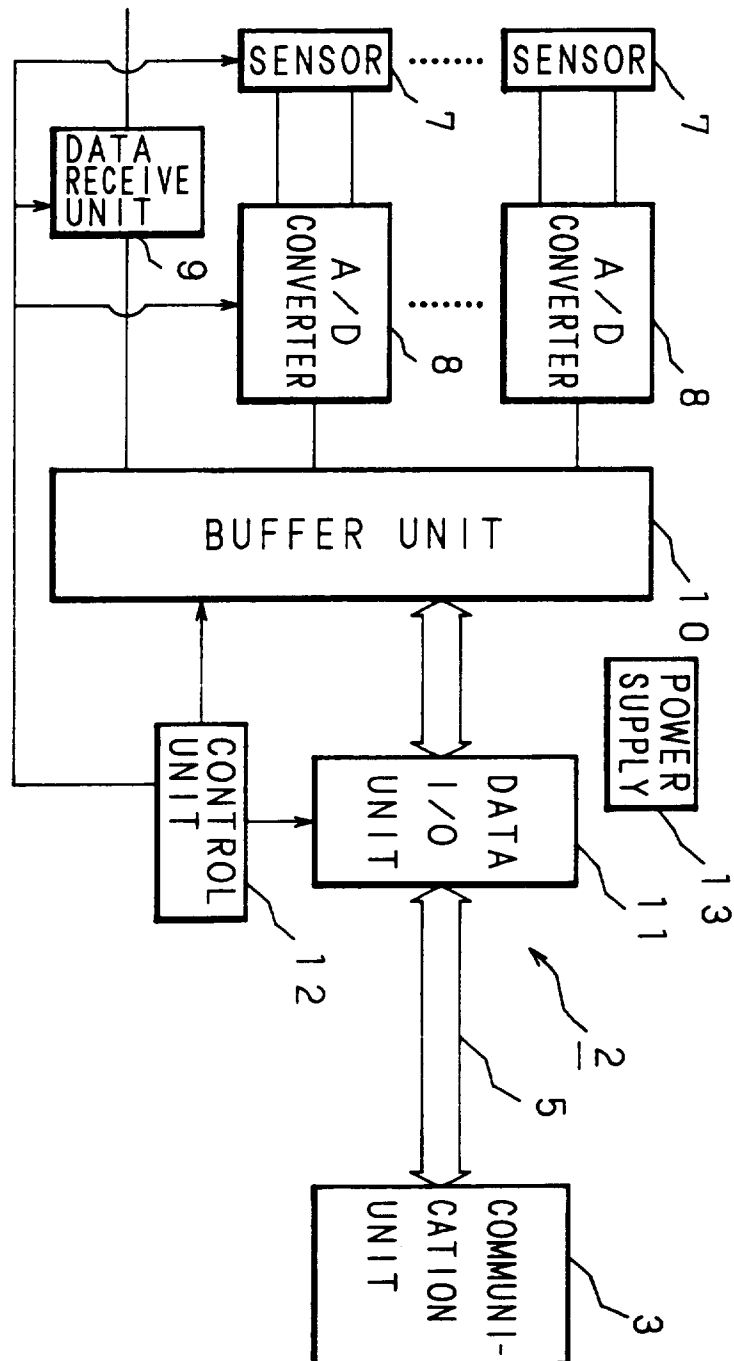 SENSOR
SENSOR
7
7
DATA
RECEIVE
UNIT
9
A/D
CONVERTER
8
A/D
CONVERTER
8
BUFFER UNIT
10
POWER
SUPPLY
13
CONTROL
UNIT
12
DATA
I/O
UNIT
11
2
5
COMMUNI-
CATION
UNIT
3